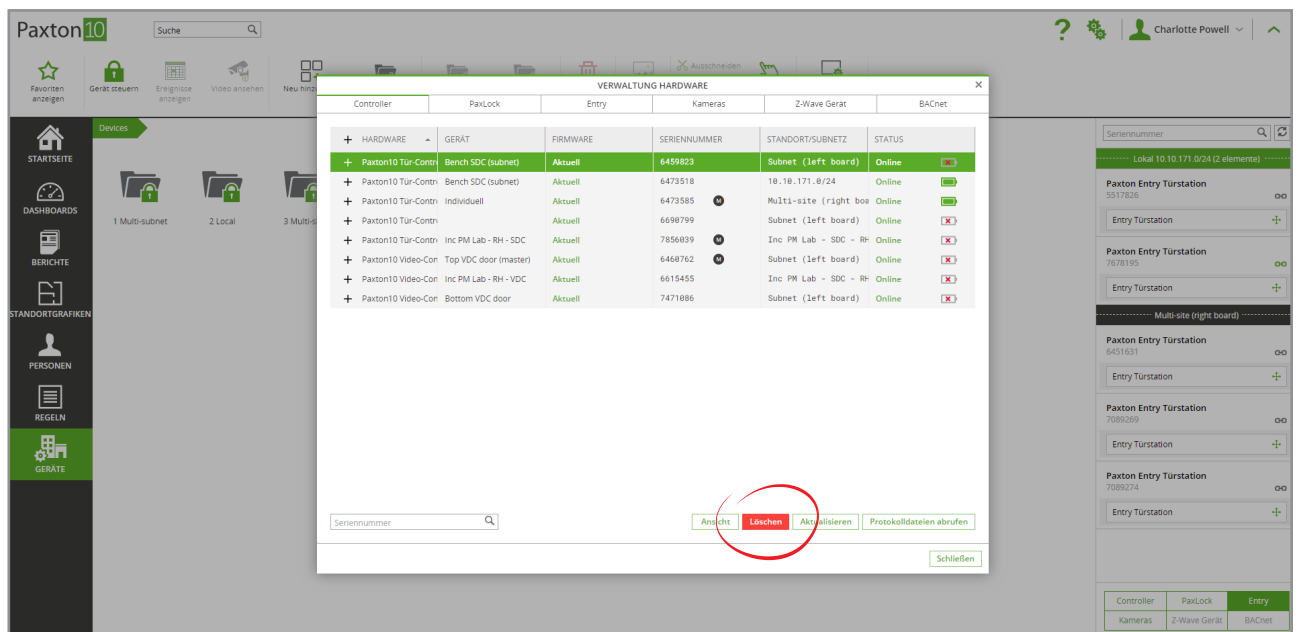 Paxton10
Suche
? Charlotte Powell
Favoriten anzeigen
Gerät steuern
Ereignisse anzeigen
Video ansehen
Ausschneiden
Devices
STARTSEITE
DASHBOARDS
BERICHTE
STANDORTGRAFIKEN
PERSONEN
REGELN
GERÄTE
1 Multi-subnet
2 Local
VERWALTUNG HARDWARE
Controller PaxLock Entry Kameras Z-Wave Gerät BACnet
HARDWARE GERÄT FIRMWARE SERIENNUMMER STANDORT/SUBNETZ STATUS
+ Paxton10 Tür-Contr Bench SDC (subnet) Aktuell 6459823 Subnet (left board) Online
+ Paxton10 Tür-Contr Bench SDC (subnet) Aktuell 6473518 10.10.171.0/24 Online
+ Paxton10 Tür-Contr Individuell Aktuell 6473585 M Multi-site (right boa Online
+ Paxton10 Tür-Contr Aktuell 6690799 Subnet (left board) Online
+ Paxton10 Tür-Contr Inc PM Lab - RH - SDC Aktuell 7856039 M Inc PM Lab - SDC - RH Online
+ Paxton10 Video-Con Top VDC door (master) Aktuell 6460762 M Subnet (left board) Online
+ Paxton10 Video-Con Inc PM Lab - RH - VDC Aktuell 6615455 Inc PM Lab - SDC - RH Online
+ Paxton10 Video-Con Bottom VDC door Aktuell 7471086 Subnet (left board) Online
Seriennummer
Ansicht Löschen Aktualisieren Protokolldateien abrufen
Schließen
Seriennummer
Lokal 10.10.171.0/24 (2 elemente)
Paxton Entry Türstation
5517826
Entry Türstation
Paxton Entry Türstation
7678195
Entry Türstation
Multi-site (right board)
Paxton Entry Türstation
6451631
Entry Türstation
Paxton Entry Türstation
7089269
Entry Türstation
Paxton Entry Türstation
7089274
Entry Türstation
Controller PaxLock Entry
Kameras Z-Wave Gerät BACnet